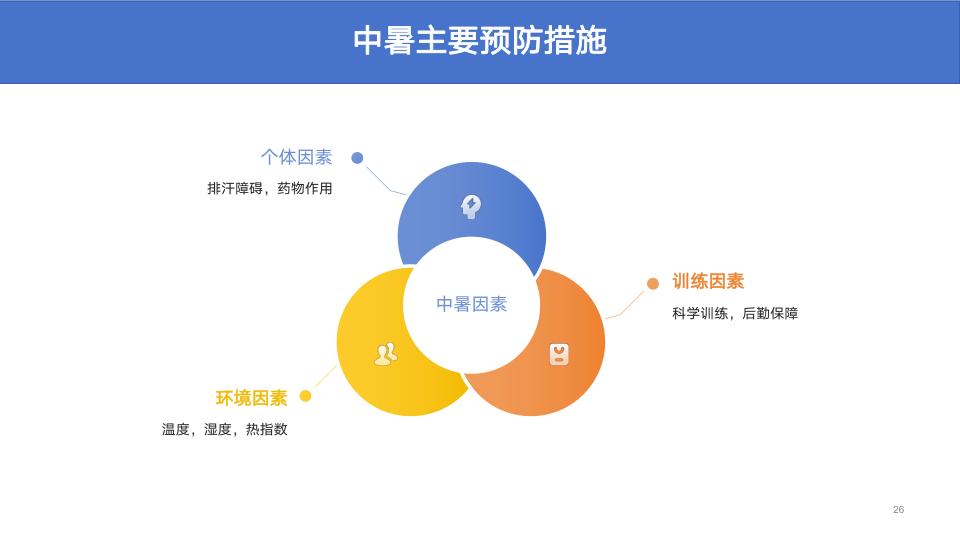 中暑主要预防措施
个体因素
排汗障碍，药物作用
训练因素
科学训练，后勤保障
中暑因素
环境因素
温度，湿度，热指数
26